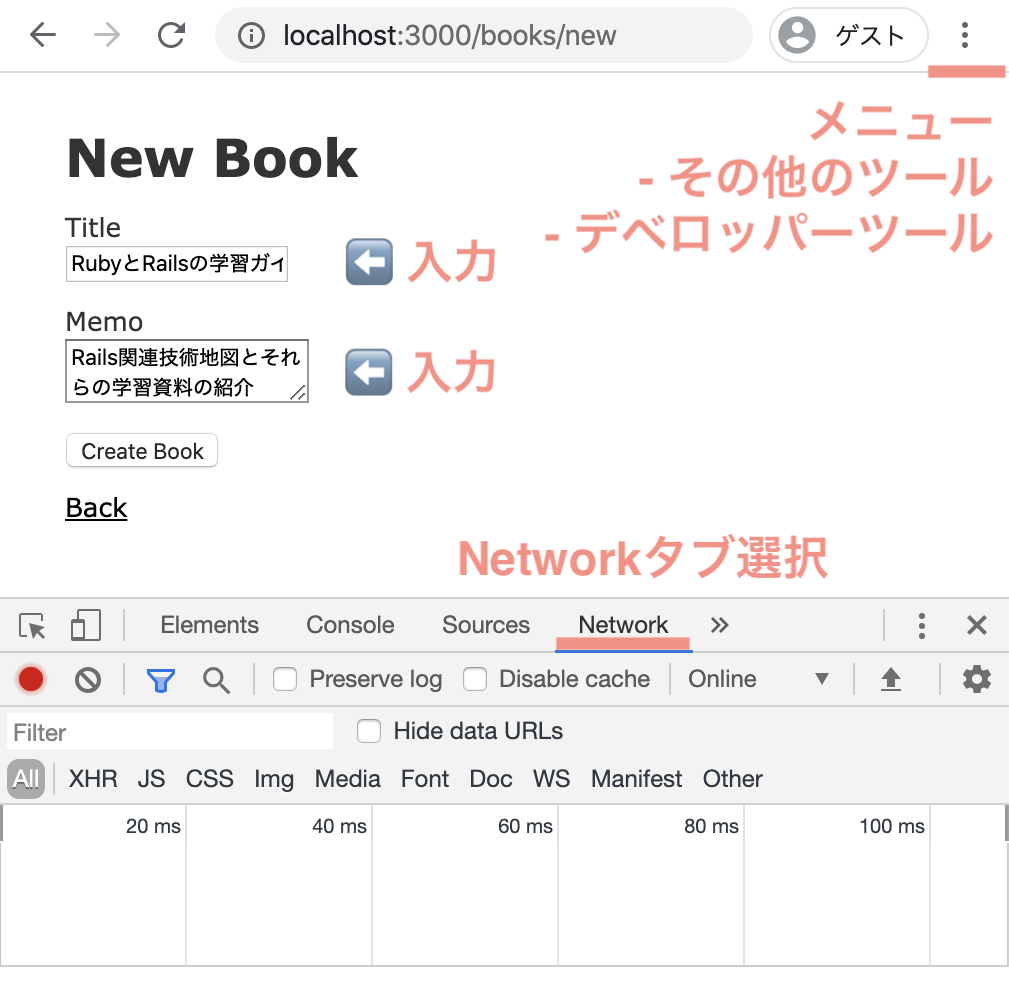 localhost:3000/books/new
ゲスト
メニュー
- その他のツール
- デベロッパーツール
New Book
Title
RubyとRailsの学習ガイ
入力
Memo
Rails関連技術地図とそれ
らの学習資料の紹介
入力
Create Book
Back
Networkタブ選択
Elements Console Sources Network »
Preserve log Disable cache Online
Filter Hide data URLs
All XHR JS CSS Img Media Font Doc WS Manifest Other
20 ms 40 ms 60 ms 80 ms 100 ms